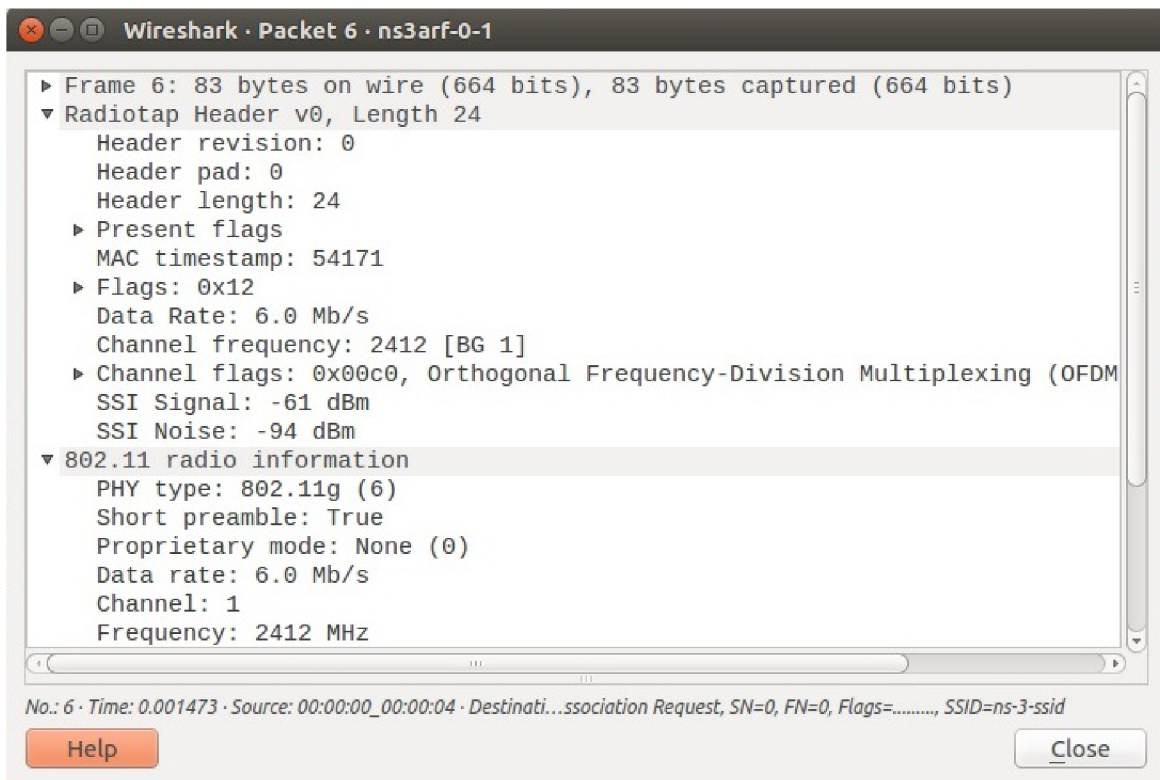 Wireshark · Packet 6 · ns3arf-0-1
Frame 6: 83 bytes on wire (664 bits), 83 bytes captured (664 bits)
Radiotap Header v0, Length 24
Header revision: 0
Header pad: 0
Header length: 24
Present flags
MAC timestamp: 54171
Flags: 0x12
Data Rate: 6.0 Mb/s
Channel frequency: 2412 [BG 1]
Channel flags: 0x00c0, Orthogonal Frequency-Division Multiplexing (OFDM
SSI Signal: -61 dBm
SSI Noise: -94 dBm
802.11 radio information
PHY type: 802.11g (6)
Short preamble: True
Proprietary mode: None (0)
Data rate: 6.0 Mb/s
Channel: 1
Frequency: 2412 MHz
No.: 6 · Time: 0.001473 · Source: 00:00:00_00:00:04 · Destinati…ssociation Request, SN=0, FN=0, Flags=........, SSID=ns-3-ssid
Help
Close